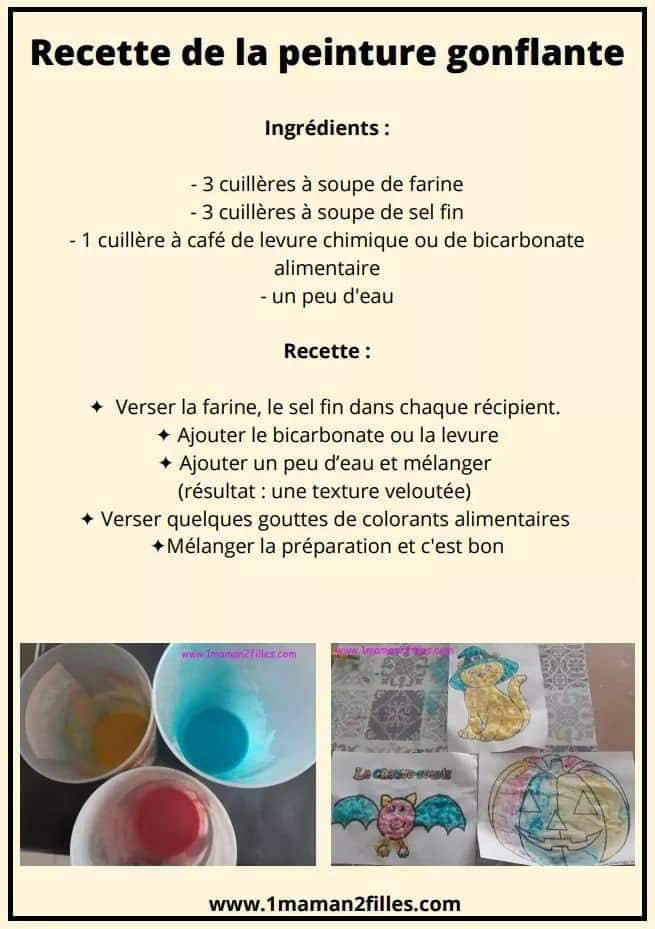 Recette de la peinture gonflante
Ingrédients :
- 3 cuillères à soupe de farine
- 3 cuillères à soupe de sel fin
- 1 cuillère à café de levure chimique ou de bicarbonate
alimentaire
- un peu d'eau
Recette :
✦ Verser la farine, le sel fin dans chaque récipient.
✦ Ajouter le bicarbonate ou la levure
✦ Ajouter un peu d’eau et mélanger
(résultat : une texture veloutée)
✦ Verser quelques gouttes de colorants alimentaires
✦Mélanger la préparation et c'est bon
www.1maman2filles.com
www.1maman2filles.com
La chauve-souris
www.1maman2filles.com